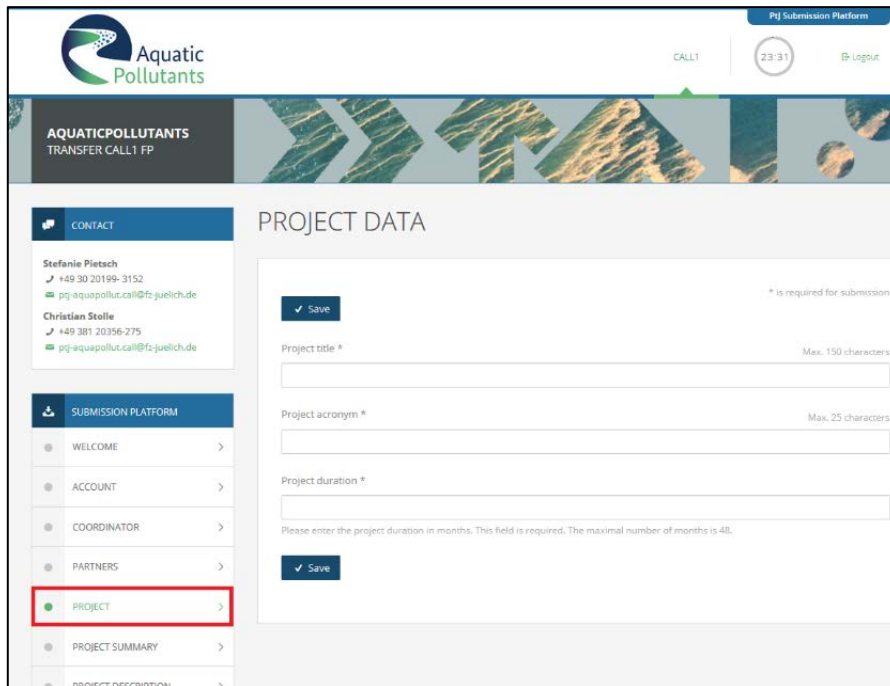 PtJ Submission Platform
Aquatic
Pollutants
CALL1
23:31
Logout
AQUATICPOLLUTANTS
TRANSFER CALL1 FP
CONTACT
Stefanie Pietsch
+49 30 20199- 3152
ptj-aquapollut.call@fz-juelich.de
Christian Stolle
+49 381 20356-275
ptj-aquapollut.call@fz-juelich.de
SUBMISSION PLATFORM
WELCOME
ACCOUNT
COORDINATOR
PARTNERS
PROJECT
PROJECT SUMMARY
PROJECT DESCRIPTION
PROJECT DATA
* is required for submission
Save
Project title *
Max. 150 characters
Project acronym *
Max. 25 characters
Project duration *
Please enter the project duration in months. This field is required. The maximal number of months is 48.
Save